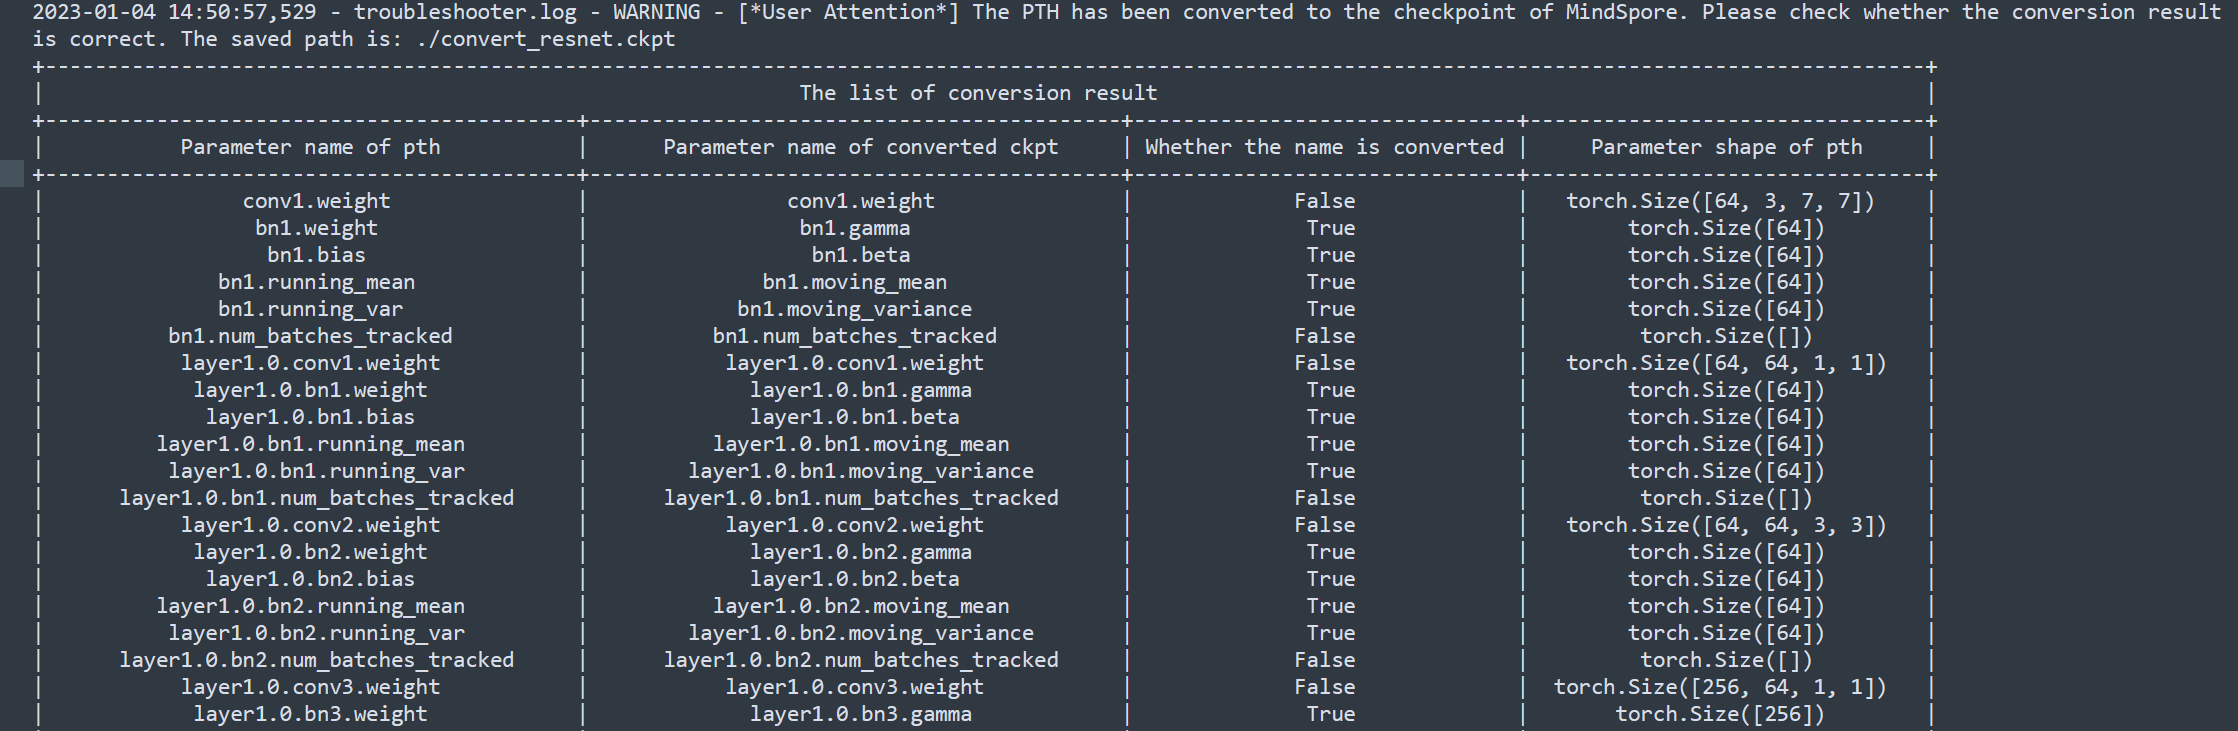 2023-01-04 14:50:57,529 - troubleshooter.log - WARNING - [*User Attention*] The PTH has been converted to the checkpoint of MindSpore. Please check whether the conversion result
is correct. The saved path is: ./convert_resnet.ckpt
The list of conversion result
Parameter name of pth | Parameter name of converted ckpt | Whether the name is converted | Parameter shape of pth
conv1.weight | conv1.weight | False | torch.Size([64, 3, 7, 7])
bn1.weight | bn1.gamma | True | torch.Size([64])
bn1.bias | bn1.beta | True | torch.Size([64])
bn1.running_mean | bn1.moving_mean | True | torch.Size([64])
bn1.running_var | bn1.moving_variance | True | torch.Size([64])
bn1.num_batches_tracked | bn1.num_batches_tracked | False | torch.Size([])
layer1.0.conv1.weight | layer1.0.conv1.weight | False | torch.Size([64, 64, 1, 1])
layer1.0.bn1.weight | layer1.0.bn1.gamma | True | torch.Size([64])
layer1.0.bn1.bias | layer1.0.bn1.beta | True | torch.Size([64])
layer1.0.bn1.running_mean | layer1.0.bn1.moving_mean | True | torch.Size([64])
layer1.0.bn1.running_var | layer1.0.bn1.moving_variance | True | torch.Size([64])
layer1.0.bn1.num_batches_tracked | layer1.0.bn1.num_batches_tracked | False | torch.Size([])
layer1.0.conv2.weight | layer1.0.conv2.weight | False | torch.Size([64, 64, 3, 3])
layer1.0.bn2.weight | layer1.0.bn2.gamma | True | torch.Size([64])
layer1.0.bn2.bias | layer1.0.bn2.beta | True | torch.Size([64])
layer1.0.bn2.running_mean | layer1.0.bn2.moving_mean | True | torch.Size([64])
layer1.0.bn2.running_var | layer1.0.bn2.moving_variance | True | torch.Size([64])
layer1.0.bn2.num_batches_tracked | layer1.0.bn2.num_batches_tracked | False | torch.Size([])
layer1.0.conv3.weight | layer1.0.conv3.weight | False | torch.Size([256, 64, 1, 1])
layer1.0.bn3.weight | layer1.0.bn3.gamma | True | torch.Size([256])